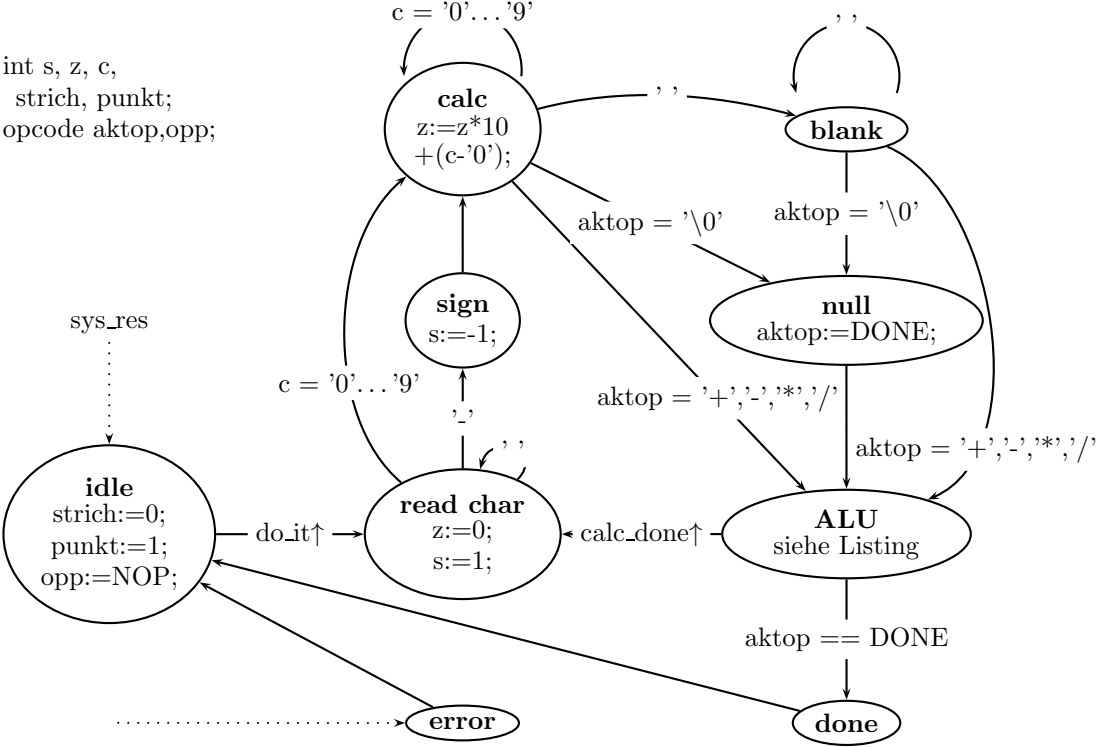 c = '0'...'9'
' '
int s, z, c,
strich, punkt;
opcode aktop,opp;
calc
z:=z*10
+(c-'0');
' '
blank
aktop = '\0'
aktop = '\0'
sign
s:=-1;
null
aktop:=DONE;
sys_res
c = '0'...'9'
aktop = '+','-','*','/'
'-'
' '
aktop = '+','-','*','/'
idle
strich:=0;
punkt:=1;
opp:=NOP;
do_it↑
read char
z:=0;
s:=1;
calc_done↑
ALU
siehe Listing
aktop == DONE
error
done